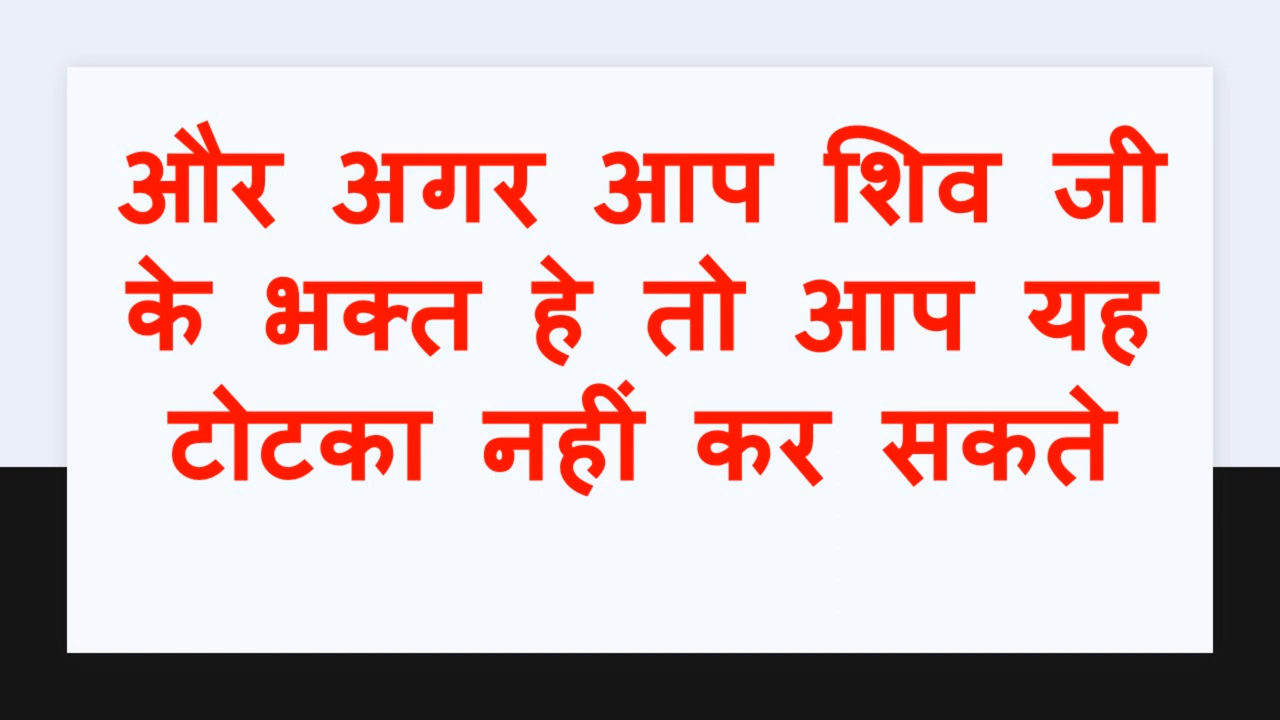 और अगर आप शिव जी
के भक्त हे तो आप यह
टोटका नहीं कर सकते